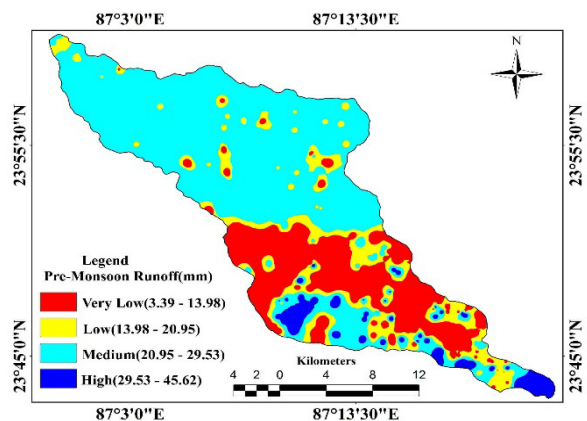 87°3'0"E 87°13'30"E
N
23°55'30"N 23°55'30"N
Legend
Pre-Monsoon Runoff(mm)
Very Low(3.39 - 13.98)
Low(13.98 - 20.95)
Medium(20.95 - 29.53)
High(29.53 - 45.62)
23°45'0"N 23°45'0"N
Kilometers
4 2 0 4 8 12
87°3'0"E 87°13'30"E